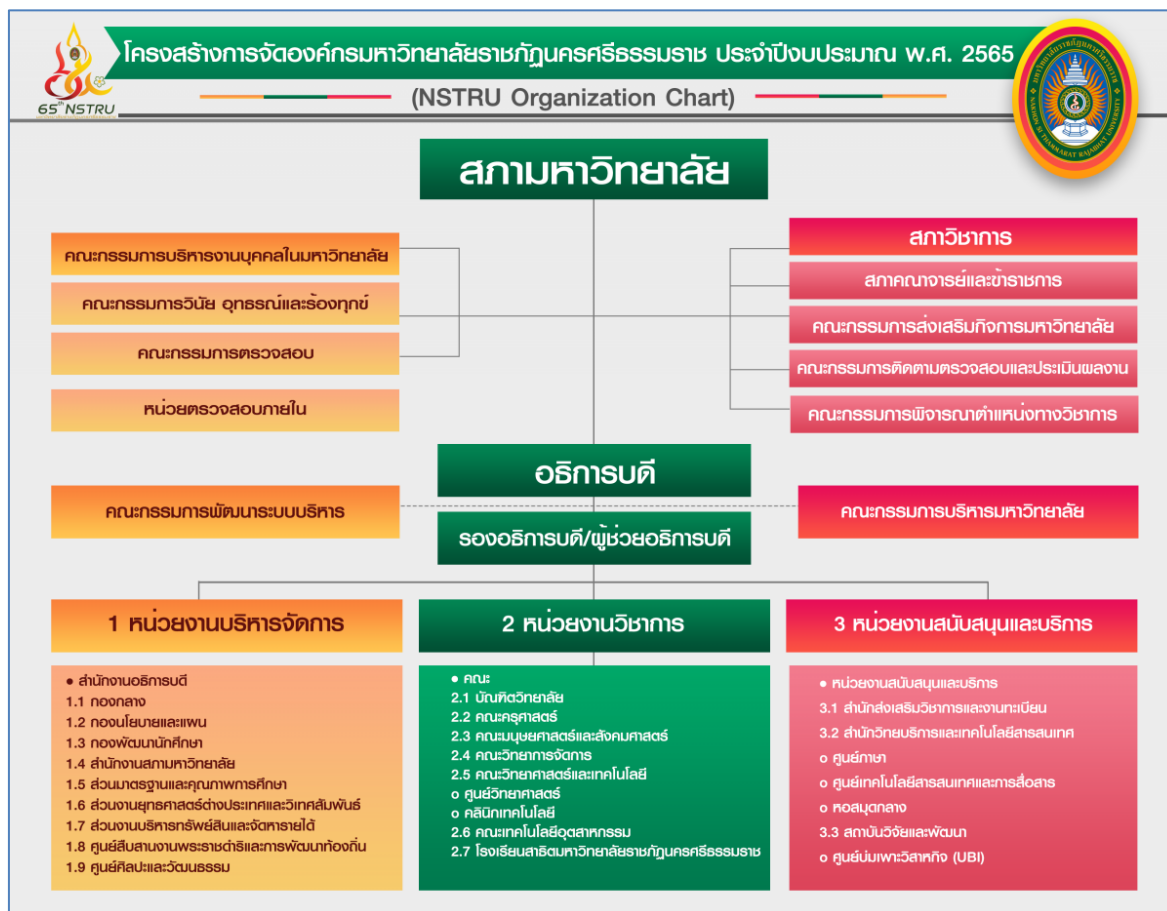 โครงสร้างการจัดองค์กรมหาวิทยาลัยราชภัฏนครศรีธรรมราช ประจำปีงบประมาณ พ.ศ. 2565
(NSTRU Organization Chart)
65th NSTRU
NAKHON SI THAMMARAT RAJABHAT UNIVERSITY
สภามหาวิทยาลัย
คณะกรรมการบริหารงานบุคคลในมหาวิทยาลัย
คณะกรรมการวินัย อุทธรณ์และร้องทุกข์
คณะกรรมการตรวจสอบ
หน่วยตรวจสอบภายใน
สภาวิชาการ
สภาคณาจารย์และข้าราชการ
คณะกรรมการส่งเสริมกิจการมหาวิทยาลัย
คณะกรรมการติดตามตรวจสอบและประเมินผลงาน
คณะกรรมการพิจารณาตำแหน่งทางวิชาการ
อธิการบดี
คณะกรรมการพัฒนาระบบบริหาร
คณะกรรมการบริหารมหาวิทยาลัย
รองอธิการบดี/ผู้ช่วยอธิการบดี
1 หน่วยงานบริหารจัดการ
● สำนักงานอธิการบดี
1.1 กองกลาง
1.2 กองนโยบายและแผน
1.3 กองพัฒนานักศึกษา
1.4 สำนักงานสภามหาวิทยาลัย
1.5 ส่วนมาตรฐานและคุณภาพการศึกษา
1.6 ส่วนงานยุทธศาสตร์ต่างประเทศและวิเทศสัมพันธ์
1.7 ส่วนงานบริหารทรัพย์สินและจัดหารายได้
1.8 ศูนย์สืบสานงานพระราชดำริและการพัฒนาท้องถิ่น
1.9 ศูนย์ศิลปะและวัฒนธรรม
2 หน่วยงานวิชาการ
● คณะ
2.1 บัณฑิตวิทยาลัย
2.2 คณะครุศาสตร์
2.3 คณะมนุษยศาสตร์และสังคมศาสตร์
2.4 คณะวิทยาการจัดการ
2.5 คณะวิทยาศาสตร์และเทคโนโลยี
o ศูนย์วิทยาศาสตร์
o คลินิกเทคโนโลยี
2.6 คณะเทคโนโลยีอุตสาหกรรม
2.7 โรงเรียนสาธิตมหาวิทยาลัยราชภัฏนครศรีธรรมราช
3 หน่วยงานสนับสนุนและบริการ
● หน่วยงานสนับสนุนและบริการ
3.1 สำนักส่งเสริมวิชาการและงานทะเบียน
3.2 สำนักวิทยบริการและเทคโนโลยีสารสนเทศ
o ศูนย์ภาษา
o ศูนย์เทคโนโลยีสารสนเทศและการสื่อสาร
o หอสมุดกลาง
3.3 สถาบันวิจัยและพัฒนา
o ศูนย์บ่มเพาะวิสาหกิจ (UBI)